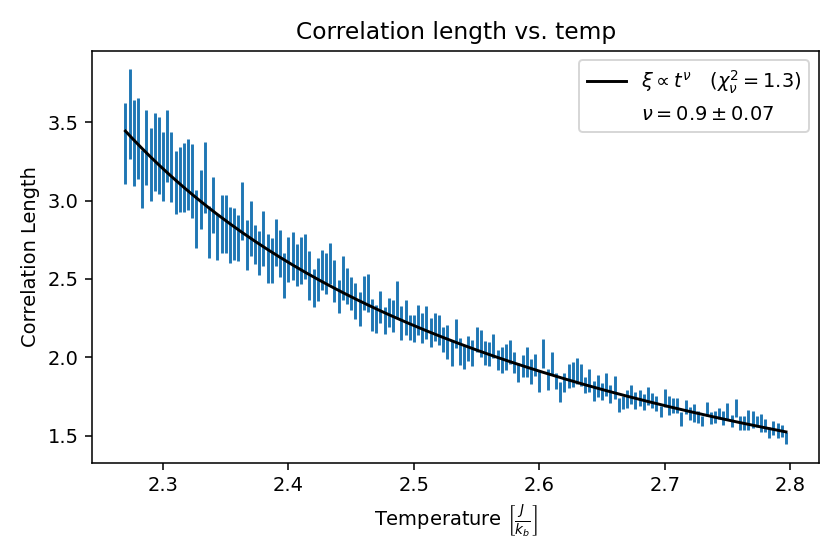 Correlation length vs. temp
ξ ∝ t^ν (χ²_ν = 1.3)
ν = 0.9 ± 0.07
Correlation Length
3.5
3.0
2.5
2.0
1.5
2.3 2.4 2.5 2.6 2.7 2.8
Temperature [J/k_b]